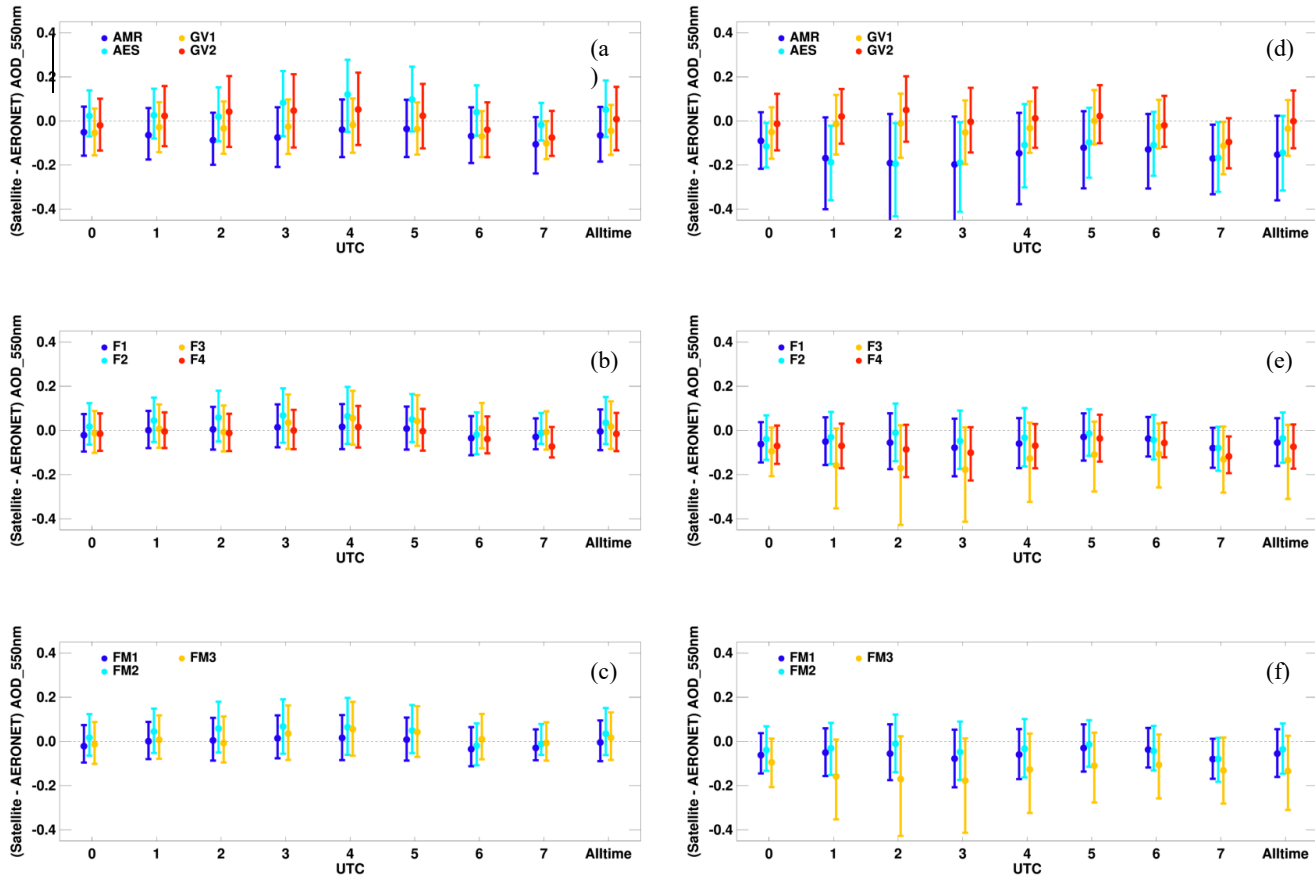 (Satellite - AERONET) AOD_550nm
0.4
0.2
0.0
-0.2
-0.4
AMR GV1
AES GV2
(a
)
0 1 2 3 4 5 6 7 Alltime
UTC
(Satellite - AERONET) AOD_550nm
0.4
0.2
0.0
-0.2
-0.4
AMR GV1
AES GV2
(d)
0 1 2 3 4 5 6 7 Alltime
UTC
(Satellite - AERONET) AOD_550nm
0.4
0.2
0.0
-0.2
-0.4
F1 F3
F2 F4
(b)
0 1 2 3 4 5 6 7 Alltime
UTC
(Satellite - AERONET) AOD_550nm
0.4
0.2
0.0
-0.2
-0.4
F1 F3
F2 F4
(e)
0 1 2 3 4 5 6 7 Alltime
UTC
(Satellite - AERONET) AOD_550nm
0.4
0.2
0.0
-0.2
-0.4
FM1 FM3
FM2
(c)
0 1 2 3 4 5 6 7 Alltime
UTC
(Satellite - AERONET) AOD_550nm
0.4
0.2
0.0
-0.2
-0.4
FM1 FM3
FM2
(f)
0 1 2 3 4 5 6 7 Alltime
UTC